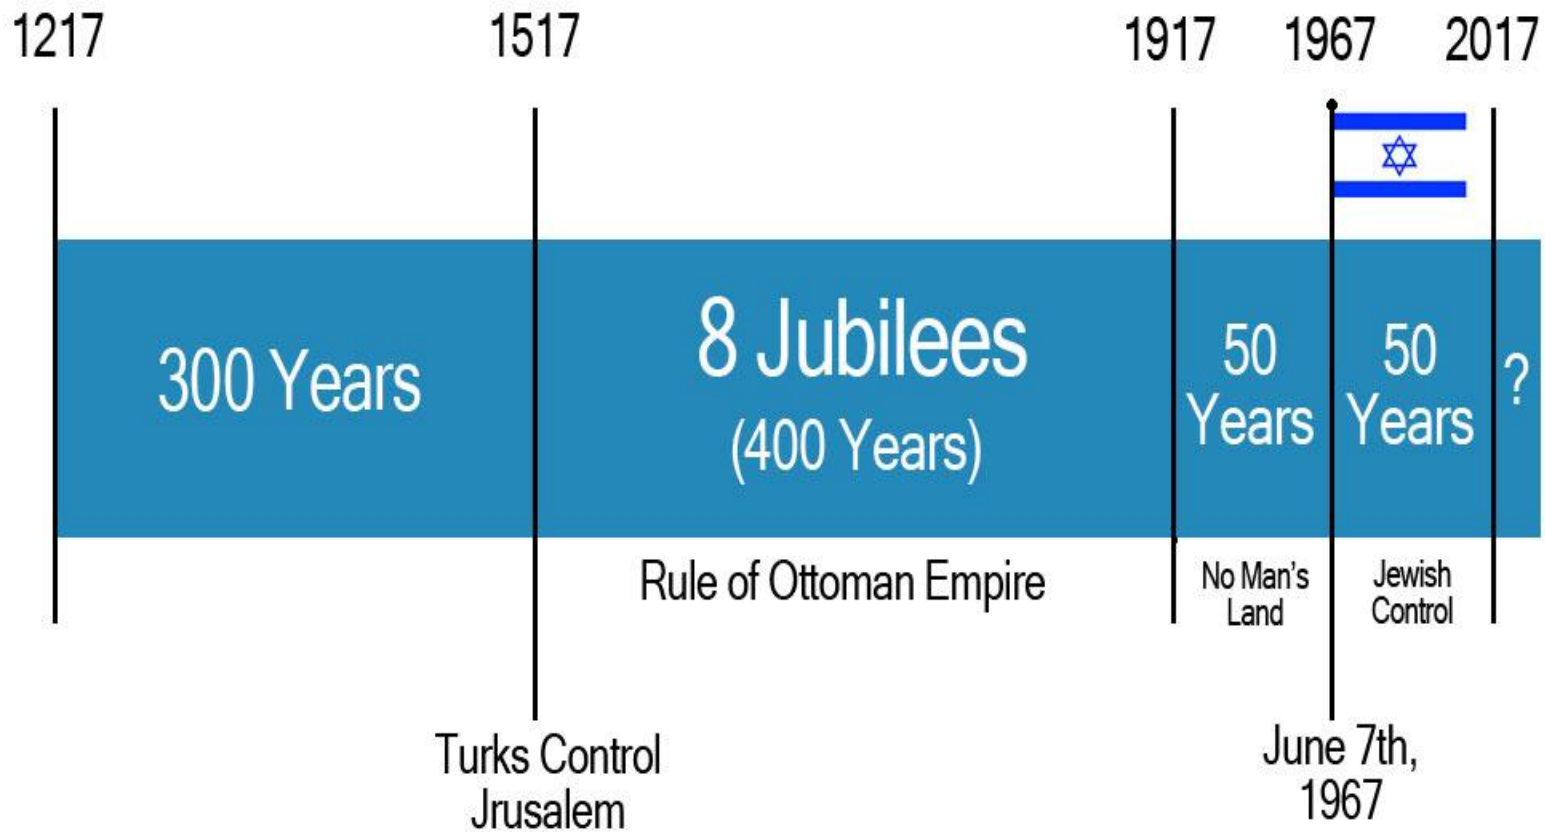 1217
1517
1917
1967
2017
300 Years
8 Jubilees
(400 Years)
50
Years
50
Years
?
Rule of Ottoman Empire
No Man's
Land
Jewish
Control
Turks Control
Jrusalem
June 7th,
1967